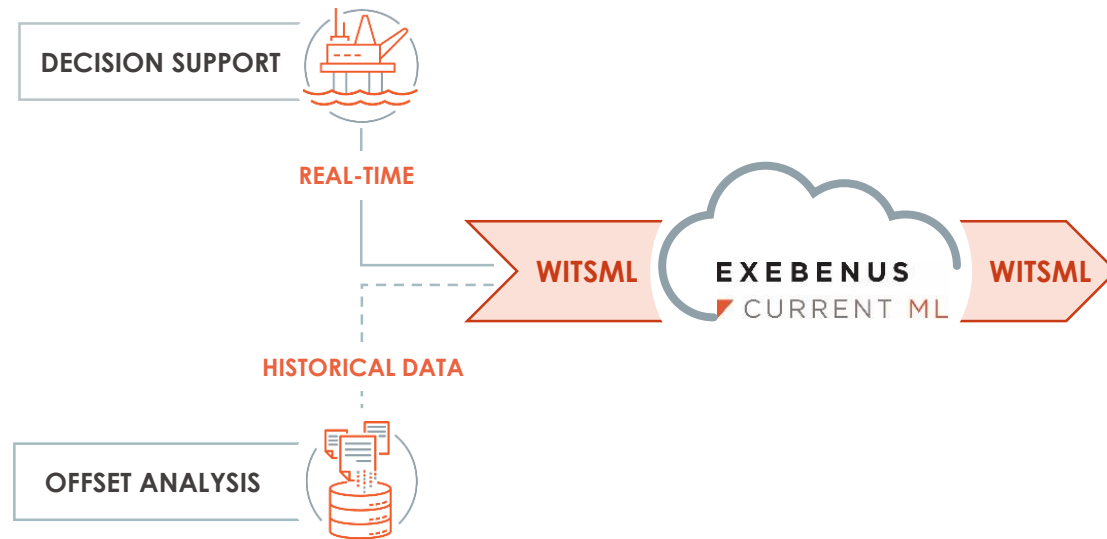 DECISION SUPPORT
REAL-TIME
WITSML
EXEBENUS
CURRENT ML
WITSML
HISTORICAL DATA
OFFSET ANALYSIS